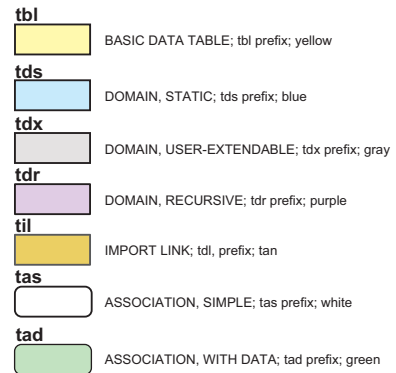 tbl
BASIC DATA TABLE; tbl prefix; yellow
tds
DOMAIN, STATIC; tds prefix; blue
tdx
DOMAIN, USER-EXTENDABLE; tdx prefix; gray
tdr
DOMAIN, RECURSIVE; tdr prefix; purple
til
IMPORT LINK; tdl, prefix; tan
tas
ASSOCIATION, SIMPLE; tas prefix; white
tad
ASSOCIATION, WITH DATA; tad prefix; green